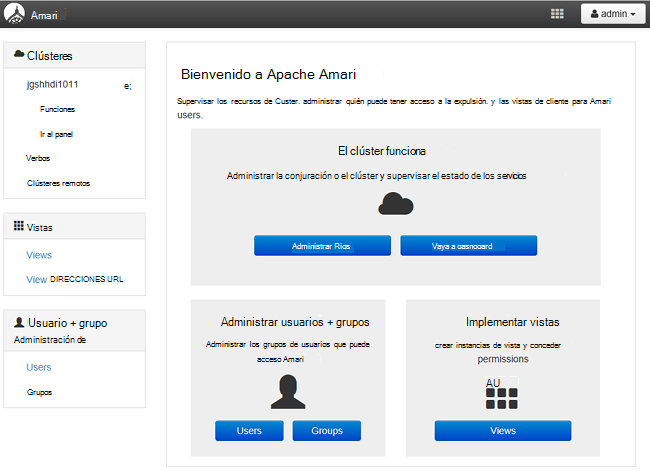 Amari
admin
Clústeres
jgshhdi1011 e;
Funciones
Ir al panel
Verbos
Clústeres remotos
Vistas
Views
View DIRECCIONES URL
Usuario + grupo
Administración de
Users
Grupos
Bienvenido a Apache Amari
Supervisar los recursos de Custer. administrar quién puede tener acceso a la expulsión. y las vistas de cliente para Amari
users.
El clúster funciona
Administrar la conjuración o el clúster y supervisar el estado de los servicios
Administrar Rios
Vaya a oasnooard
Administrar usuarios + grupos
Administrar los grupos de usuarios que puede
acceso Amari
Users
Groups
Implementar vistas
crear instancias de vista y conceder
permissions
AU
Views